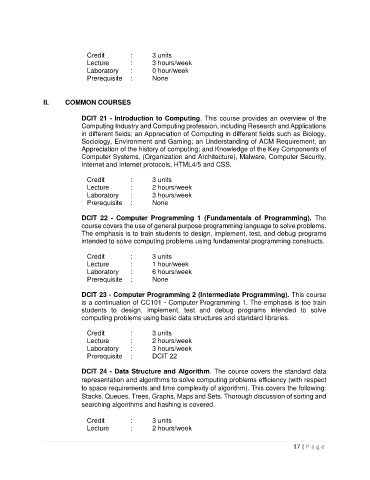 Credit : 3 units
Lecture : 3 hours/week
Laboratory : 0 hour/week
Prerequisite : None
II. COMMON COURSES
DCIT 21 - Introduction to Computing. This course provides an overview of the
Computing Industry and Computing profession, including Research and Applications
in different fields; an Appreciation of Computing in different fields such as Biology,
Sociology, Environment and Gaming; an Understanding of ACM Requirement; an
Appreciation of the history of computing; and Knowledge of the Key Components of
Computer Systems, (Organization and Architecture), Malware, Computer Security,
Internet and Internet protocols, HTML4/5 and CSS.
Credit : 3 units
Lecture : 2 hours/week
Laboratory : 3 hours/week
Prerequisite : None
DCIT 22 - Computer Programming 1 (Fundamentals of Programming). The
course covers the use of general purpose programming language to solve problems.
The emphasis is to train students to design, implement, test, and debug programs
intended to solve computing problems using fundamental programming constructs.
Credit : 3 units
Lecture : 1 hour/week
Laboratory : 6 hours/week
Prerequisite : None
DCIT 23 - Computer Programming 2 (Intermediate Programming). This course
is a continuation of CC101 - Computer Programming 1. The emphasis is toe train
students to design, implement, test and debug programs intended to solve
computing problems using basic data structures and standard libraries.
Credit : 3 units
Lecture : 2 hours/week
Laboratory : 3 hours/week
Prerequisite : DCIT 22
DCIT 24 - Data Structure and Algorithm. The course covers the standard data
representation and algorithms to solve computing problems efficiency (with respect
to space requirements and time complexity of algorithm). This covers the following:
Stacks, Queues, Trees, Graphs, Maps and Sets. Thorough discussion of sorting and
searching algorithms and hashing is covered.
Credit : 3 units
Lecture : 2 hours/week
17 | P a g e